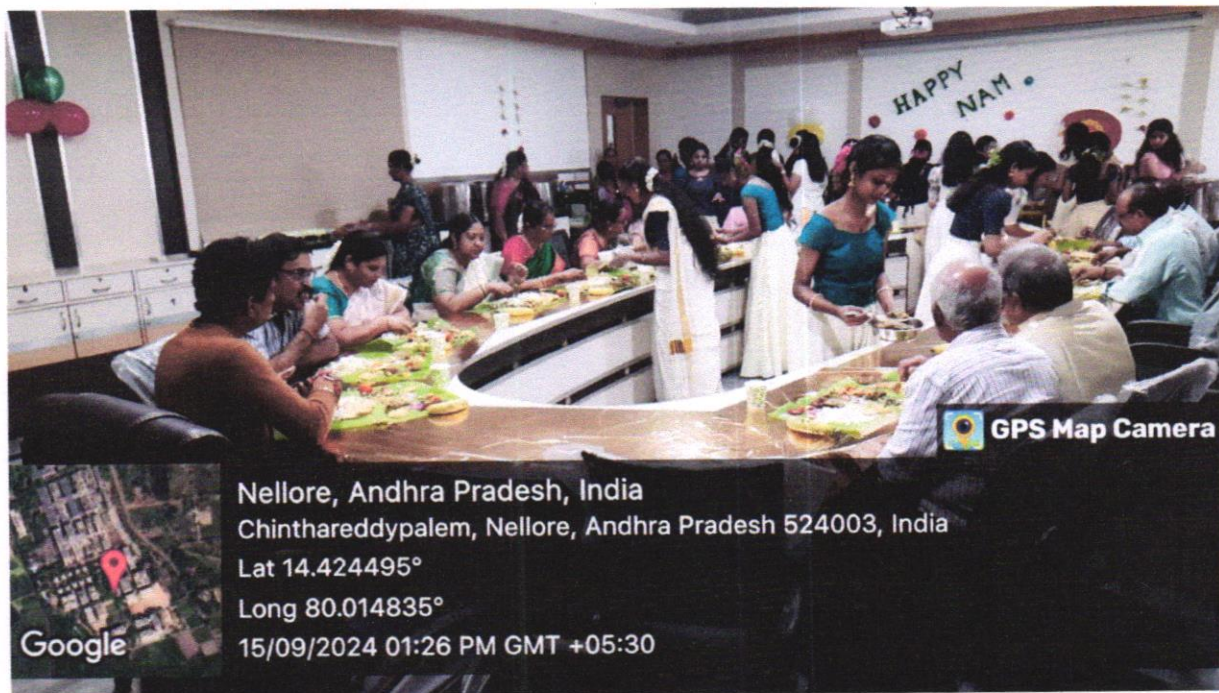 HAPPY
NAM
GPS Map Camera
Nellore, Andhra Pradesh, India
Chinthareddypalem, Nellore, Andhra Pradesh 524003, India
Lat 14.424495°
Long 80.014835°
15/09/2024 01:26 PM GMT +05:30
Google